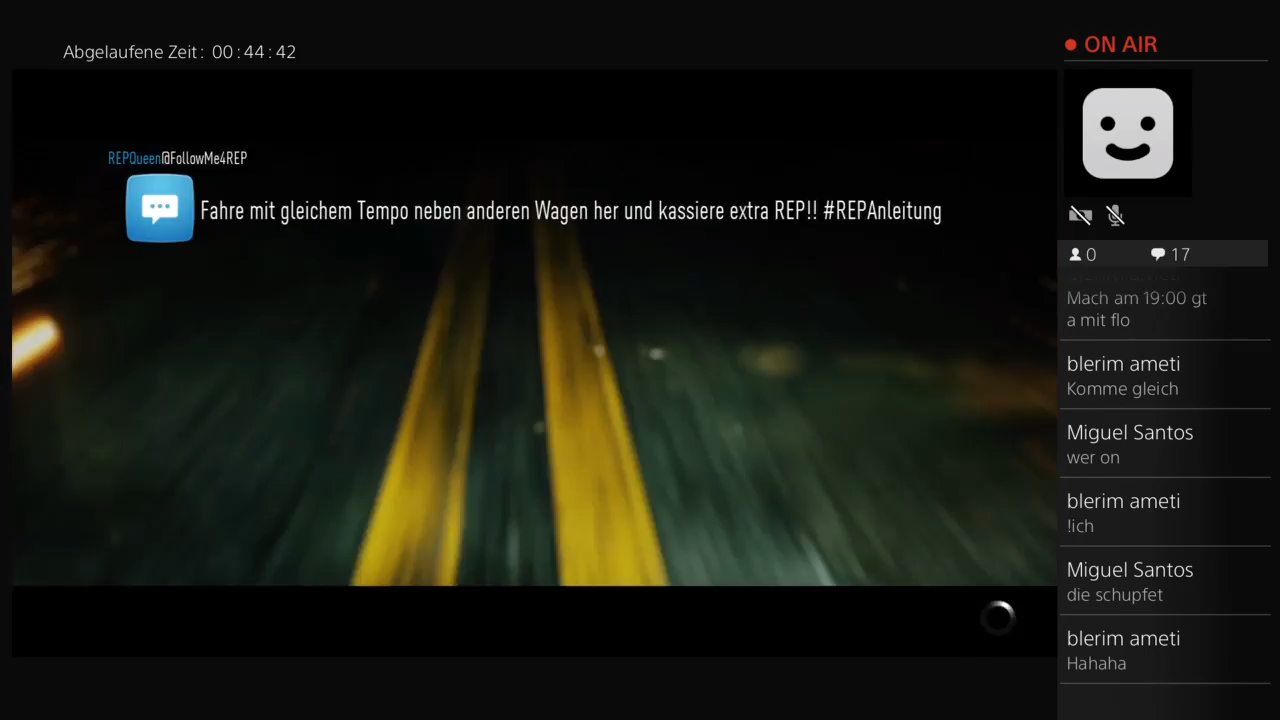 Abgelaufene Zeit: 00:44:42
ON AIR
REPQueen@FollowMe4REP
Fahre mit gleichem Tempo neben anderen Wagen her und kassiere extra REP!! #REPAnleitung
0 17
Mach am 19:00 gt
a mit flo
blerim ameti
Komme gleich
Miguel Santos
wer on
blerim ameti
!ich
Miguel Santos
die schupfet
blerim ameti
Hahaha